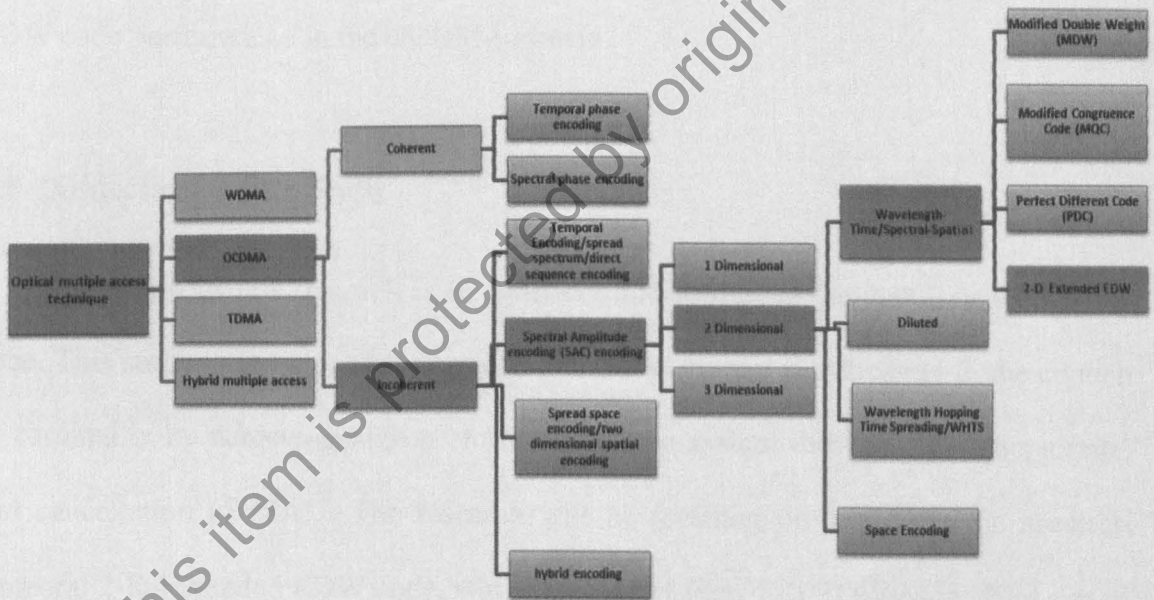 Optical mutiple access
technique
WDMA
OCDMA
TDMA
Hybrid multiple access
Coherent
Incoherent
Temporal phase
encoding
Spectral phase encoding
Temporal
Encoding/spread
spectrum/direct
sequence encoding
Spectral Amplitude
encoding (SAC) encoding
Spread space
encoding/two
dimensional spatial
encoding
hybrid encoding
1 Dimensional
2 Dimensional
3 Dimensional
Wavelength
Time/Spectral-Spatial
Diluted
Wavelength Hopping
Time Spreading/WHTS
Space Encoding
Modified Double Weight
(MDW)
Modified Congruence
Code (MQC)
Perfect Different Code
(PDC)
2-D Extended EDW
This item is protected by origin